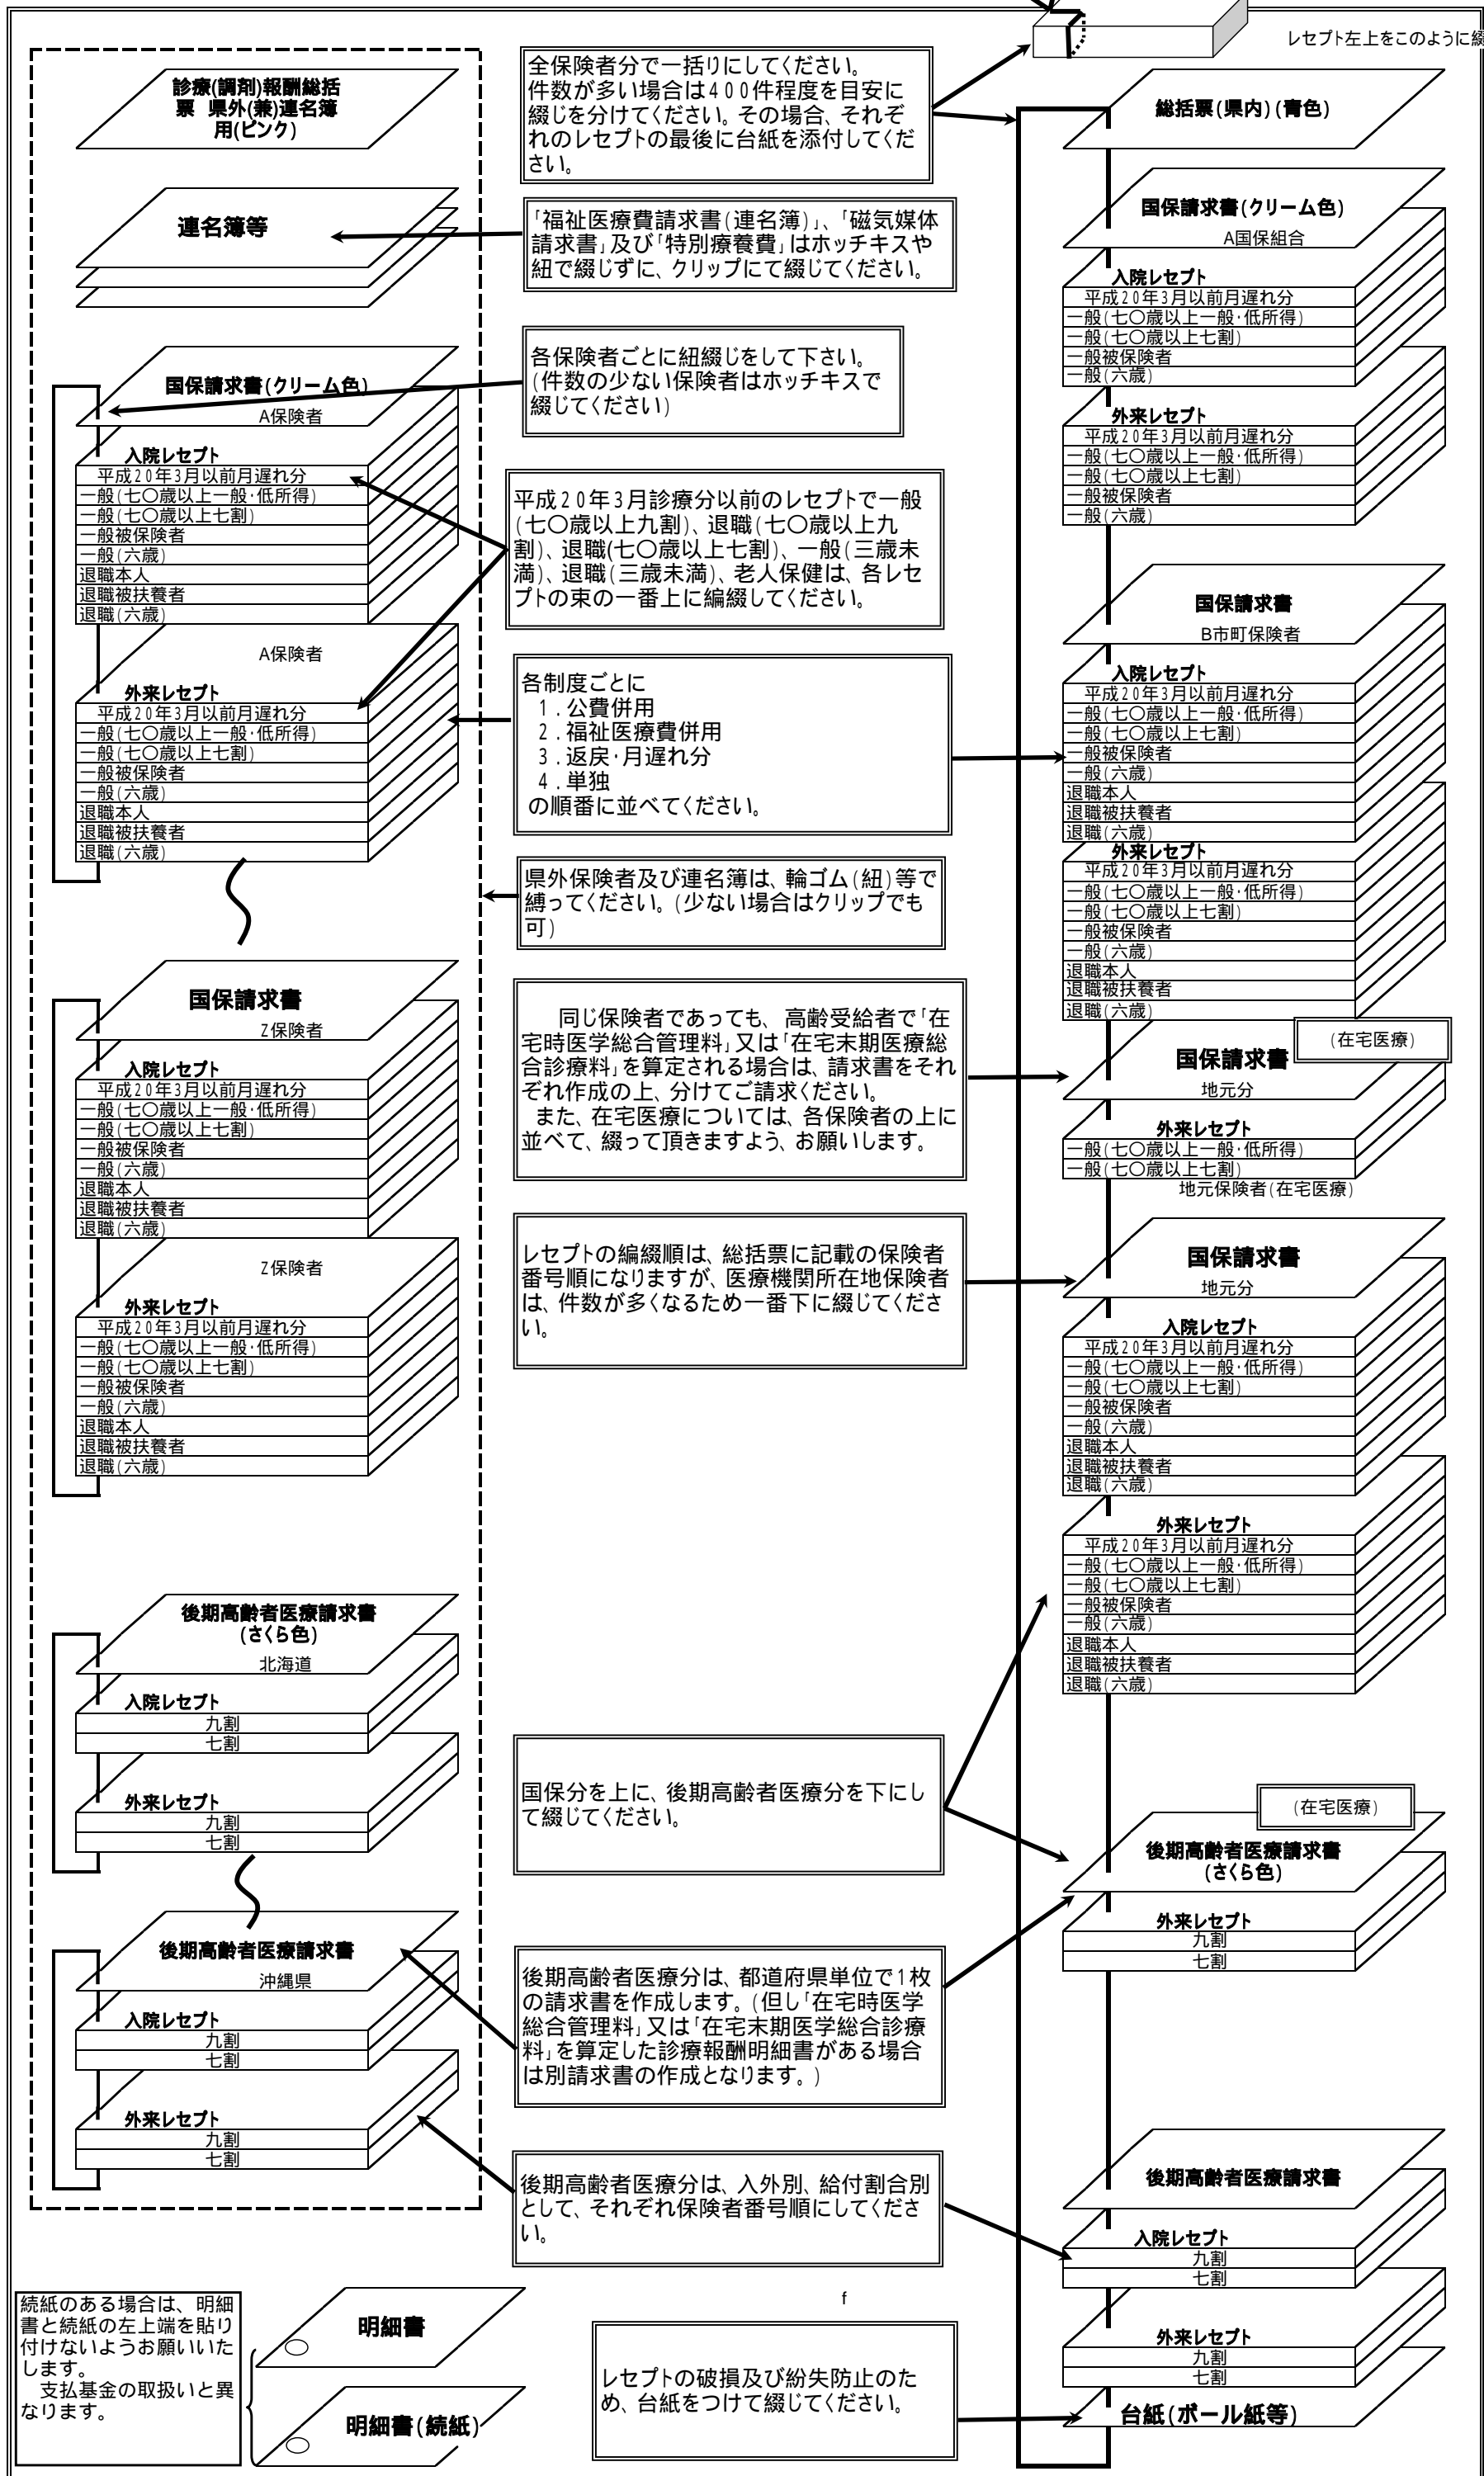 レセプト左上をこのように綴
診療(調剤)報酬総括
票 県外(兼)連名簿
用(ピンク)
連名簿等
国保請求書(クリーム色)
A保険者
入院レセプト
平成20年3月以前月遅れ分
一般(七〇歳以上一般・低所得)
一般(七〇歳以上七割)
一般被保険者
一般(六歳)
退職本人
退職被扶養者
退職(六歳)
A保険者
外来レセプト
平成20年3月以前月遅れ分
一般(七〇歳以上一般・低所得)
一般(七〇歳以上七割)
一般被保険者
一般(六歳)
退職本人
退職被扶養者
退職(六歳)
国保請求書
Z保険者
入院レセプト
平成20年3月以前月遅れ分
一般(七〇歳以上一般・低所得)
一般(七〇歳以上七割)
一般被保険者
一般(六歳)
退職本人
退職被扶養者
退職(六歳)
Z保険者
外来レセプト
平成20年3月以前月遅れ分
一般(七〇歳以上一般・低所得)
一般(七〇歳以上七割)
一般被保険者
一般(六歳)
退職本人
退職被扶養者
退職(六歳)
後期高齢者医療請求書
(さくら色)
北海道
入院レセプト
九割
七割
外来レセプト
九割
七割
後期高齢者医療請求書
沖縄県
入院レセプト
九割
七割
外来レセプト
九割
七割
続紙のある場合は、明細
書と続紙の左上端を貼り
付けないようお願いいた
します。
支払基金の取扱いと異
なります。
明細書
明細書(続紙)
全保険者分で一括りにしてください。
件数が多い場合は400件程度を目安に
綴じを分けてください。その場合、それぞ
れのレセプトの最後に台紙を添付してくだ
さい。
「福祉医療費請求書(連名簿)」、「磁気媒体
請求書」及び「特別療養費」はホッチキスや
紐で綴じずに、クリップにて綴じてください。
各保険者ごとに紐綴じをして下さい。
(件数の少ない保険者はホッチキスで
綴じてください)
平成20年3月診療分以前のレセプトで一般
(七〇歳以上九割)、退職(七〇歳以上九
割)、退職(七〇歳以上七割)、一般(三歳未
満)、退職(三歳未満)、老人保健は、各レセ
プトの束の一番上に編綴してください。
各制度ごとに
1．公費併用
2．福祉医療費併用
3．返戻・月遅れ分
4．単独
の順番に並べてください。
県外保険者及び連名簿は、輪ゴム(紐)等で
縛ってください。(少ない場合はクリップでも
可)
同じ保険者であっても、高齢受給者で「在
宅時医学総合管理料」又は「在宅末期医療総
合診療料」を算定される場合は、請求書をそれ
ぞれ作成の上、分けてご請求ください。
また、在宅医療については、各保険者の上に
並べて、綴って頂きますよう、お願いします。
レセプトの編綴順は、総括票に記載の保険者
番号順になりますが、医療機関所在地保険者
は、件数が多くなるため一番下に綴じてくださ
い。
国保分を上に、後期高齢者医療分を下にし
て綴じてください。
後期高齢者医療分は、都道府県単位で1枚
の請求書を作成します。(但し「在宅時医学
総合管理料」又は「在宅末期医学総合診療
料」を算定した診療報酬明細書がある場合
は別請求書の作成となります。)
後期高齢者医療分は、入外別、給付割合別
として、それぞれ保険者番号順にしてくださ
い。
f
レセプトの破損及び紛失防止のた
め、台紙をつけて綴じてください。
総括票(県内)(青色)
国保請求書(クリーム色)
A国保組合
入院レセプト
平成20年3月以前月遅れ分
一般(七〇歳以上一般・低所得)
一般(七〇歳以上七割)
一般被保険者
一般(六歳)
外来レセプト
平成20年3月以前月遅れ分
一般(七〇歳以上一般・低所得)
一般(七〇歳以上七割)
一般被保険者
一般(六歳)
国保請求書
B市町保険者
入院レセプト
平成20年3月以前月遅れ分
一般(七〇歳以上一般・低所得)
一般(七〇歳以上七割)
一般被保険者
一般(六歳)
退職本人
退職被扶養者
退職(六歳)
外来レセプト
平成20年3月以前月遅れ分
一般(七〇歳以上一般・低所得)
一般(七〇歳以上七割)
一般被保険者
一般(六歳)
退職本人
退職被扶養者
退職(六歳)
(在宅医療)
国保請求書
地元分
外来レセプト
一般(七〇歳以上一般・低所得)
一般(七〇歳以上七割)
地元保険者(在宅医療)
国保請求書
地元分
入院レセプト
平成20年3月以前月遅れ分
一般(七〇歳以上一般・低所得)
一般(七〇歳以上七割)
一般被保険者
一般(六歳)
退職本人
退職被扶養者
退職(六歳)
外来レセプト
平成20年3月以前月遅れ分
一般(七〇歳以上一般・低所得)
一般(七〇歳以上七割)
一般被保険者
一般(六歳)
退職本人
退職被扶養者
退職(六歳)
(在宅医療)
後期高齢者医療請求書
(さくら色)
外来レセプト
九割
七割
後期高齢者医療請求書
入院レセプト
九割
七割
外来レセプト
九割
七割
台紙(ボール紙等)